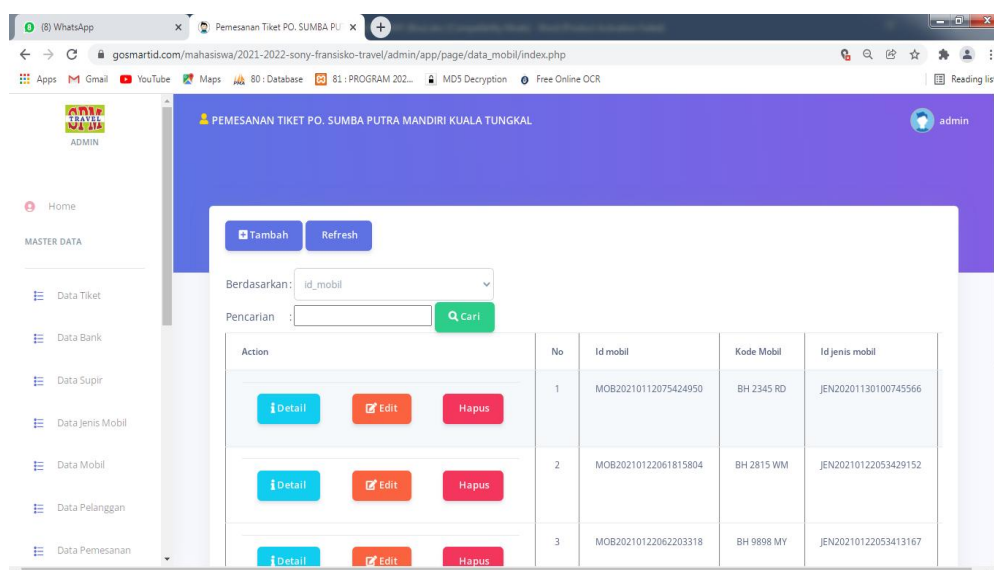 (8) WhatsApp
Pemesanan Tiket PO. SUMBA PU
gosmartid.com/mahasiswa/2021-2022-sony-fransisko-travel/admin/app/page/data_mobil/index.php
Apps Gmail YouTube Maps 80 : Database 81 : PROGRAM 202... MD5 Decryption Free Online OCR Reading lis
SPM
TRAVEL
ADMIN
PEMESANAN TIKET PO. SUMBA PUTRA MANDIRI KUALA TUNGKAL
admin
Home
MASTER DATA
Data Tiket
Data Bank
Data Supir
Data Jenis Mobil
Data Mobil
Data Pelanggan
Data Pemesanan
Tambah Refresh
Berdasarkan: id_mobil
Pencarian : Cari
Action No Id mobil Kode Mobil Id jenis mobil
Detail Edit Hapus 1 MOB20210112075424950 BH 2345 RD JEN20201130100745566
Detail Edit Hapus 2 MOB20210122061815804 BH 2815 WM JEN20210122053429152
Detail Edit Hapus 3 MOB20210122062203318 BH 9898 MY JEN20210122053413167